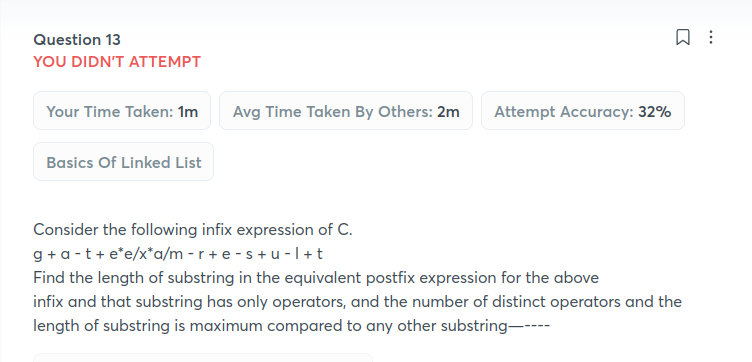 Question 13
YOU DIDN'T ATTEMPT
Your Time Taken: 1m Avg Time Taken By Others: 2m Attempt Accuracy: 32%
Basics Of Linked List
Consider the following infix expression of C.
g + a - t + e*e/x*a/m - r + e - s + u - l + t
Find the length of substring in the equivalent postfix expression for the above
infix and that substring has only operators, and the number of distinct operators and the
length of substring is maximum compared to any other substring—----